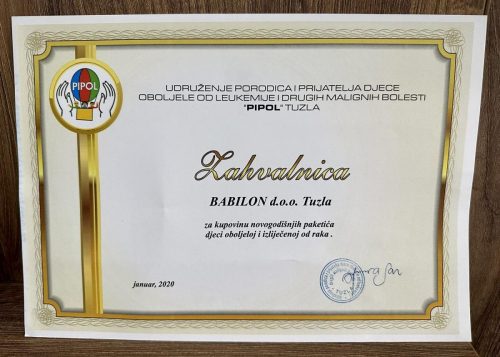 PIPOL
UDRUŽENJE PORODICA I PRIJATELJA DJECE
OBOLJELE OD LEUKEMIJE I DRUGIH MALIGNIH BOLESTI
"PIPOL" TUZLA
Zahvalnica
BABILON d.o.o. Tuzla
za kupovinu novogodišnjih paketića
djeci oboljeloj i izliječenoj od raka .
januar, 2020
TUZLA